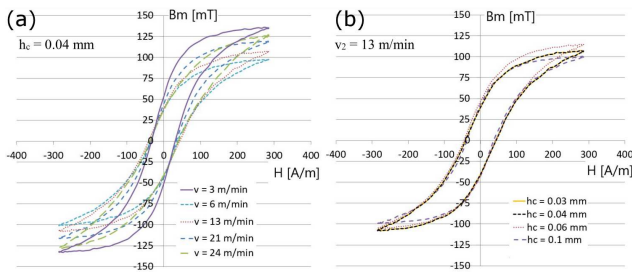 (a)
Bm [mT]
h_c = 0.04 mm
150
125
100
75
50
25
0
-25
-50
-75
-100
-125
-150
-400 -300 -200 -100 0 100 200 300 400
H [A/m]
v = 3 m/min
v = 6 m/min
v = 13 m/min
v = 21 m/min
v = 24 m/min
(b)
Bm [mT]
v₂ = 13 m/min
150
125
100
75
50
25
0
-25
-50
-75
-100
-125
-150
-400 -300 -200 -100 0 100 200 300 400
H [A/m]
hc = 0.03 mm
hc = 0.04 mm
hc = 0.06 mm
hc = 0.1 mm